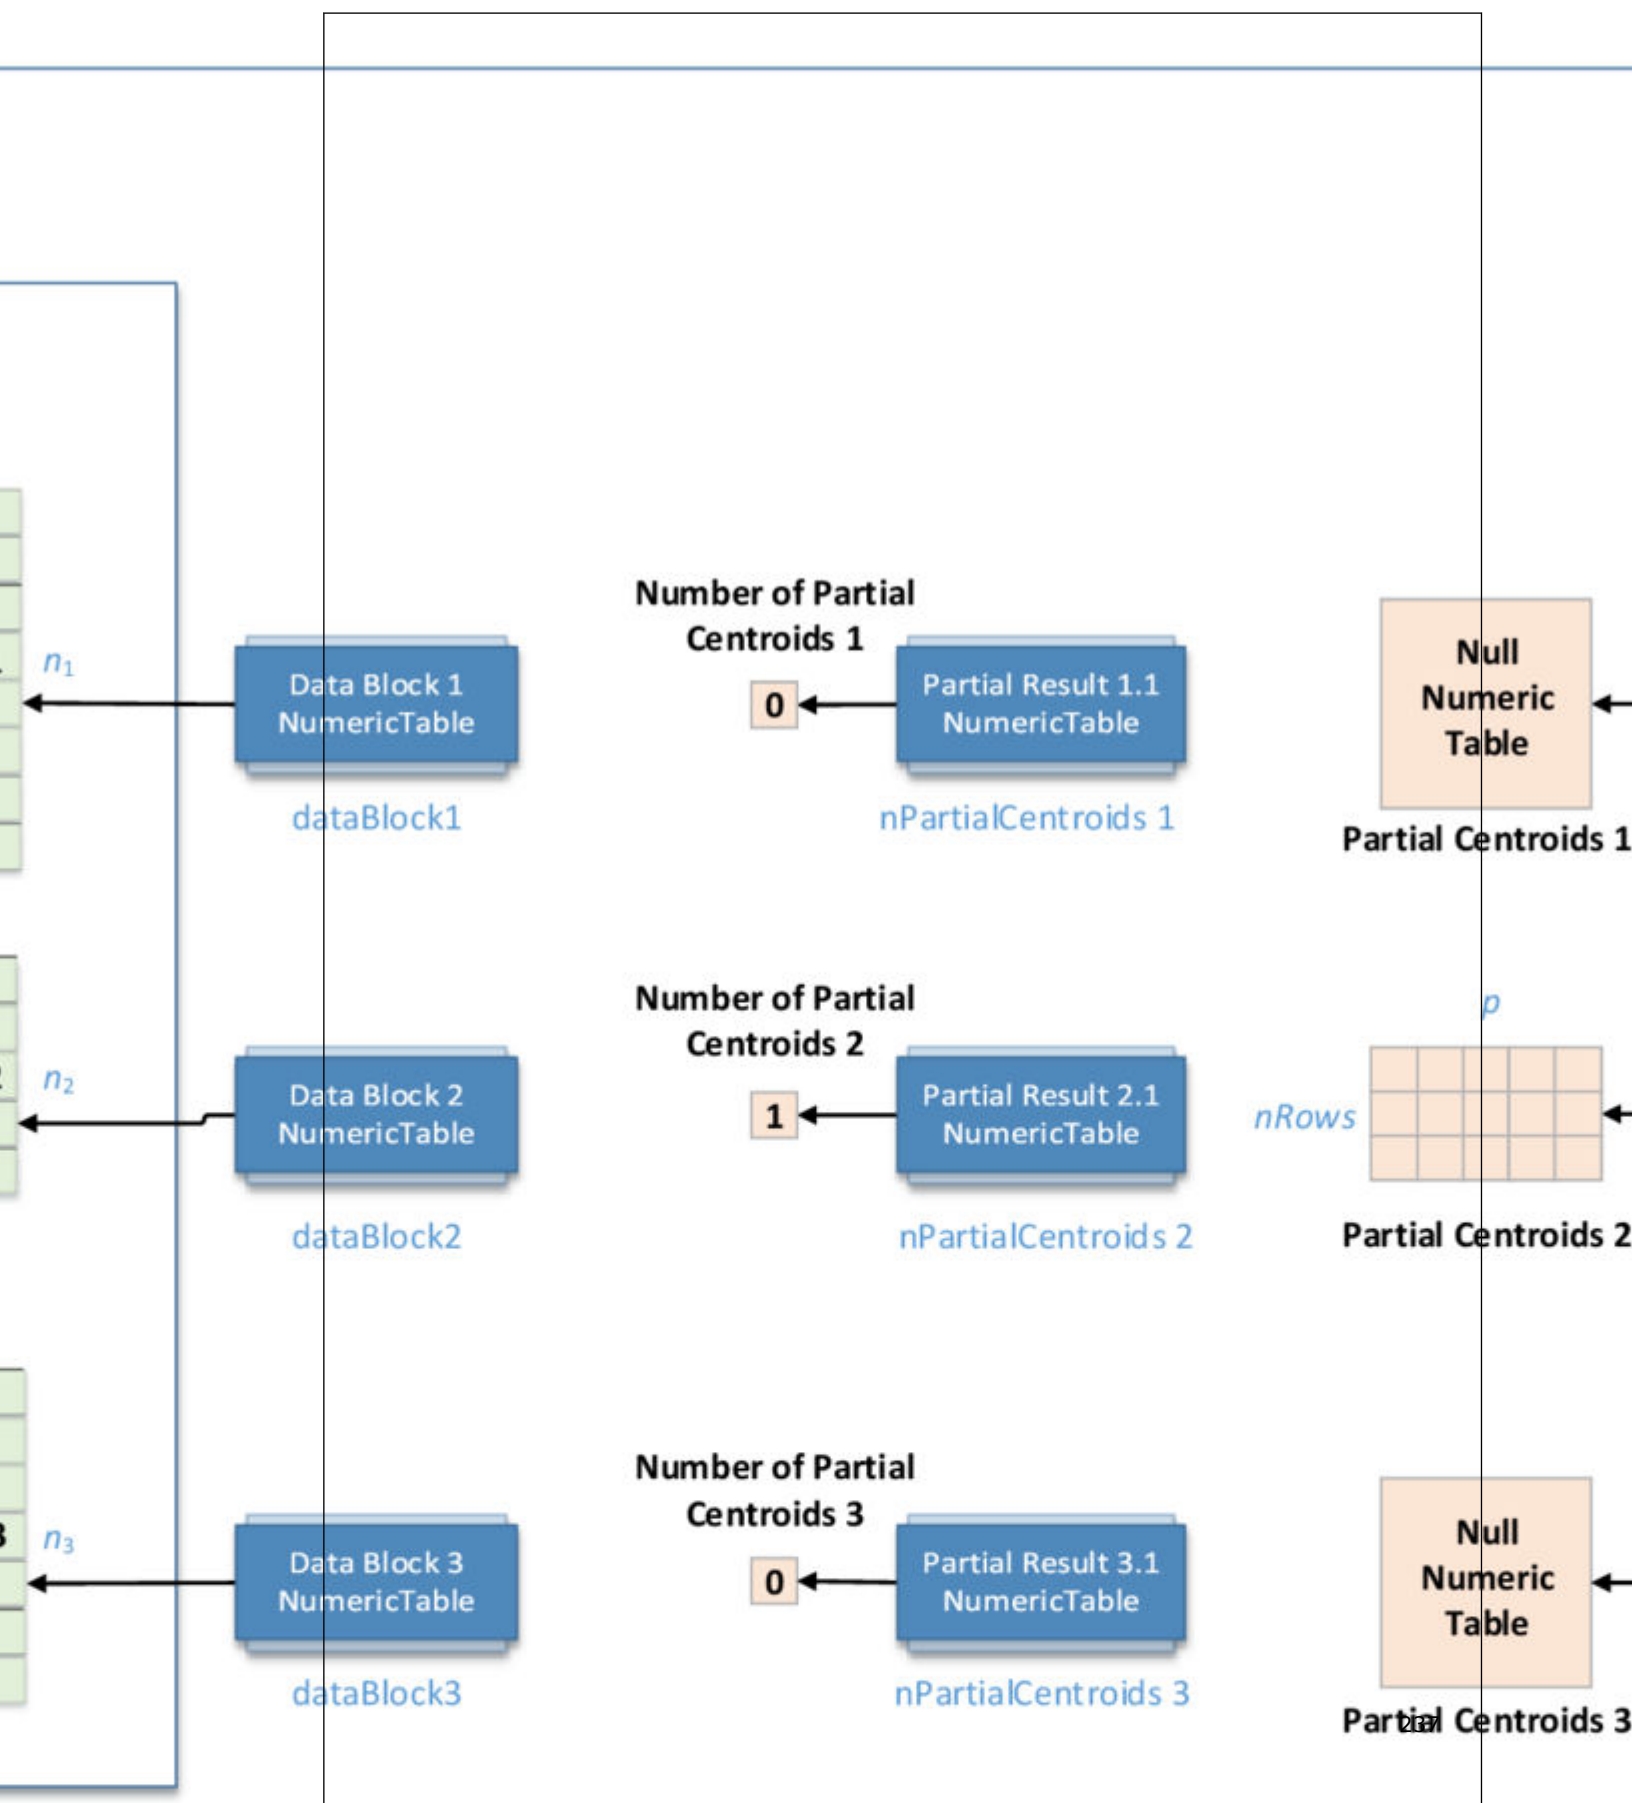 Number of Partial
Centroids 1
n1
Data Block 1
NumericTable
0
Partial Result 1.1
NumericTable
Null
Numeric
Table
dataBlock1
nPartialCentroids 1
Partial Centroids 1
Number of Partial
Centroids 2
p
n2
Data Block 2
NumericTable
1
Partial Result 2.1
NumericTable
nRows
dataBlock2
nPartialCentroids 2
Partial Centroids 2
Number of Partial
Centroids 3
3
n3
Data Block 3
NumericTable
0
Partial Result 3.1
NumericTable
Null
Numeric
Table
dataBlock3
nPartialCentroids 3
Partial Centroids 3
237